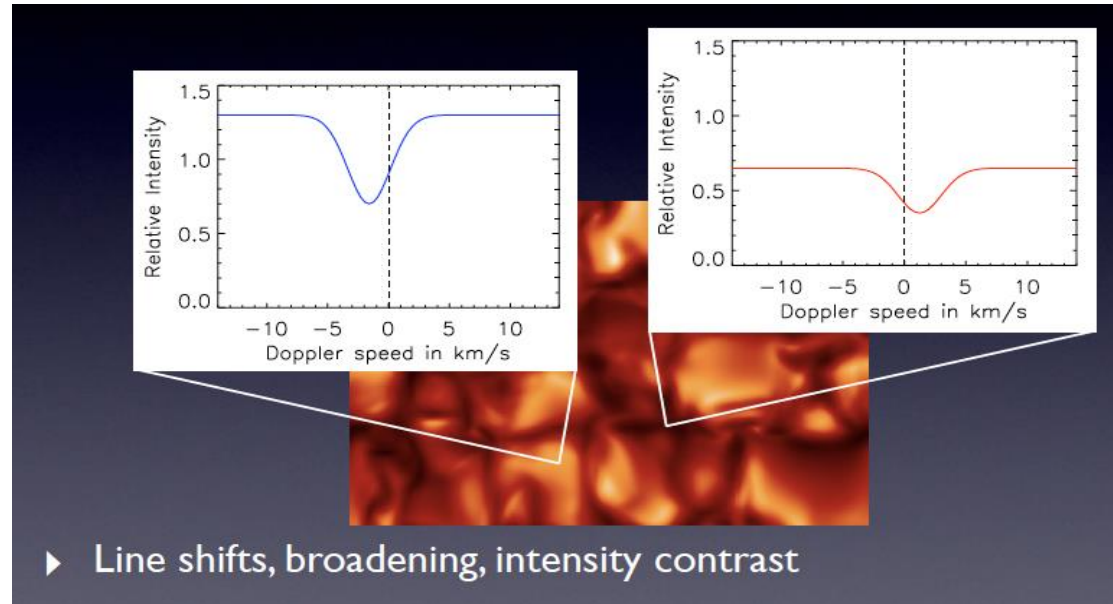 1.5
1.0
0.5
0.0
Relative Intensity
−10 −5 0 5 10
Doppler speed in km/s
1.5
1.0
0.5
0.0
Relative Intensity
−10 −5 0 5 10
Doppler speed in km/s
Line shifts, broadening, intensity contrast